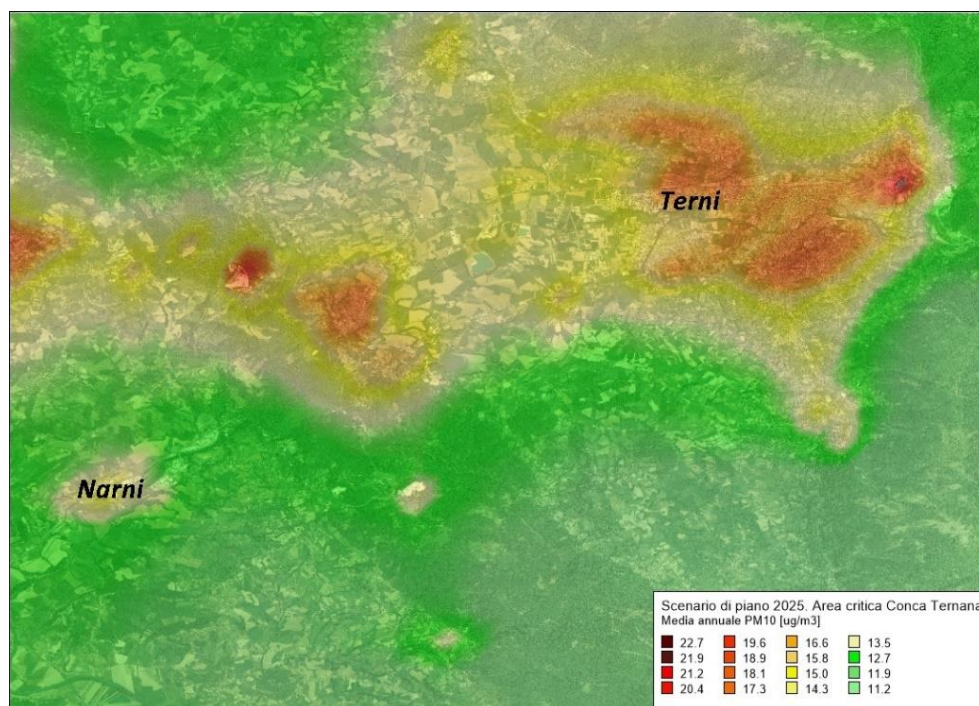 Terni
Narni
Scenario di piano 2025. Area critica Conca Ternana
Media annuale PM10 [ug/m3]
22.7 19.6 16.6 13.5
21.9 18.9 15.8 12.7
21.2 18.1 15.0 11.9
20.4 17.3 14.3 11.2